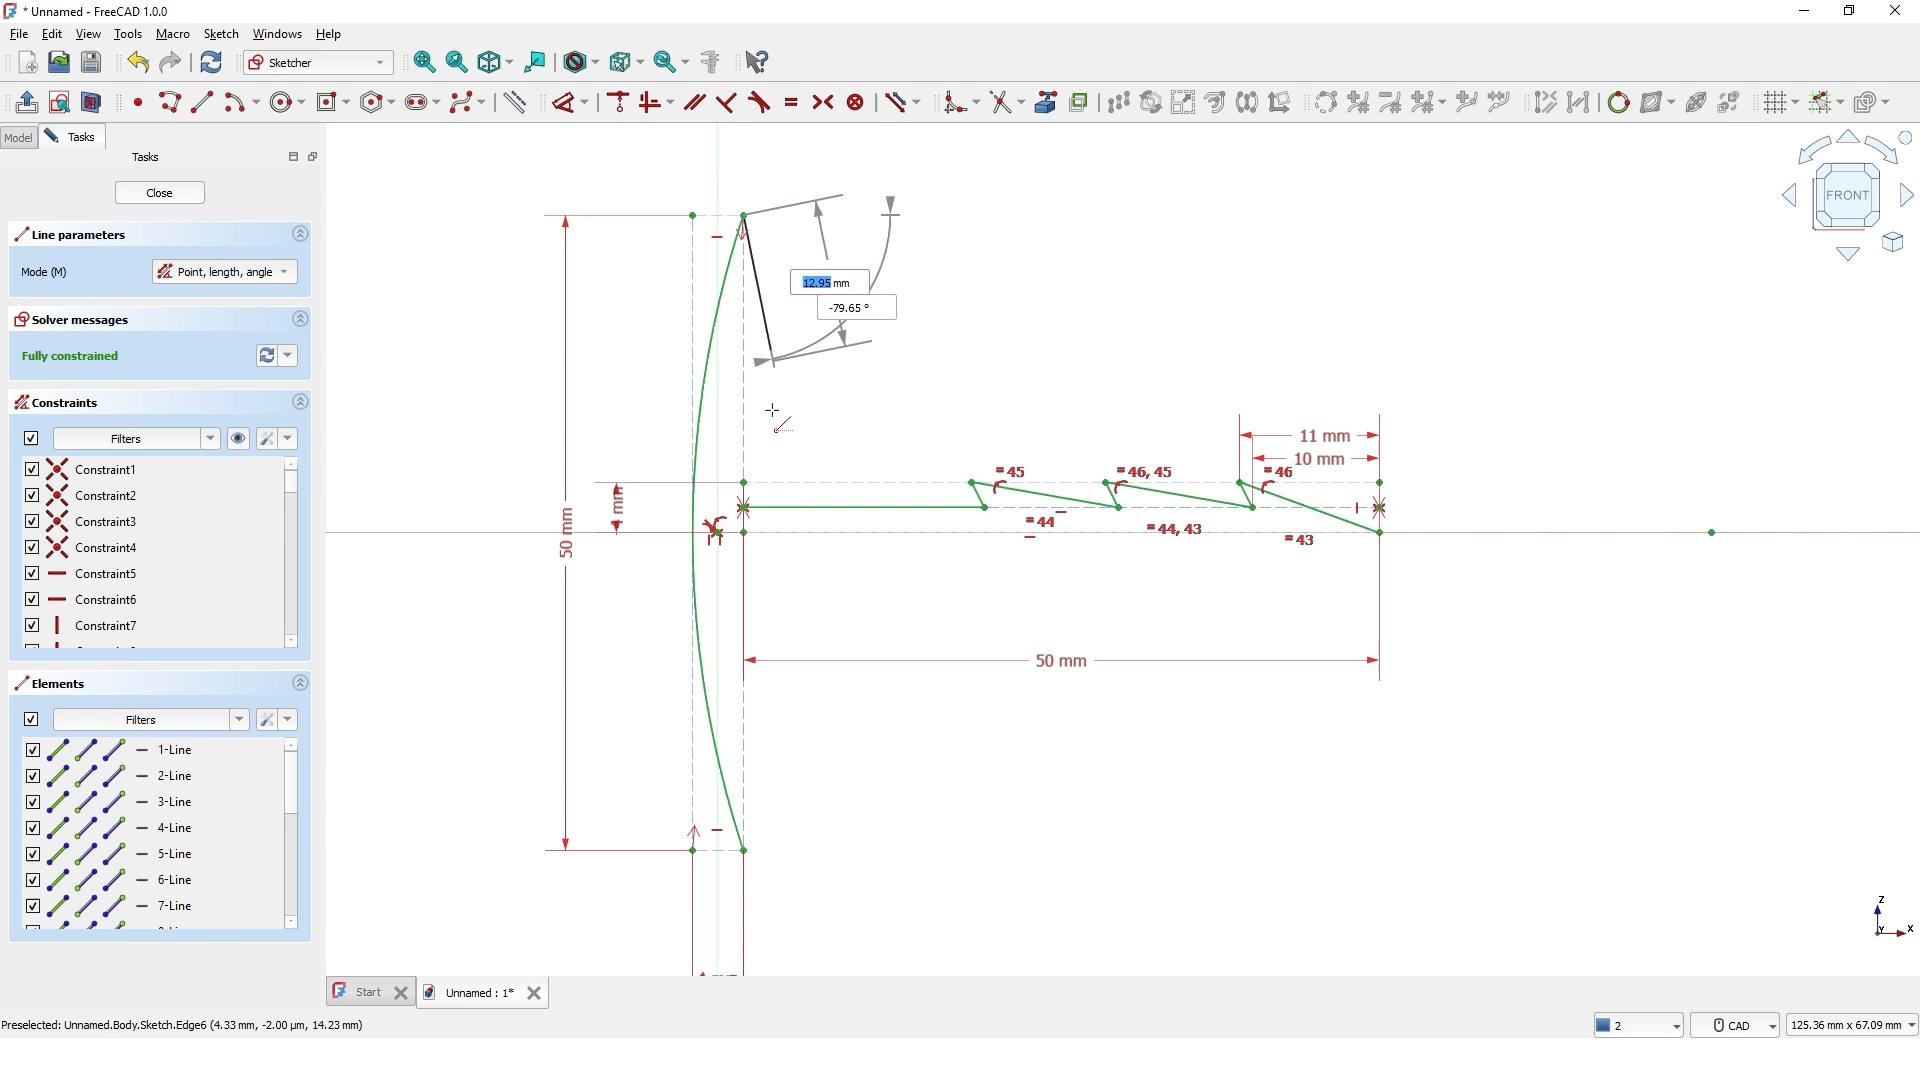 * Unnamed - FreeCAD 1.0.0
File Edit View Tools Macro Sketch Windows Help
Sketcher
Model
Tasks
Tasks
Close
Line parameters
Mode (M)
Point, length, angle
Solver messages
Fully constrained
Constraints
Filters
Constraint1
Constraint2
Constraint3
Constraint4
Constraint5
Constraint6
Constraint7
Elements
Filters
1-Line
2-Line
3-Line
4-Line
5-Line
6-Line
7-Line
12.95 mm
-79.65 °
11 mm
10 mm
= 45
= 46, 45
= 46
4 mm
50 mm
= 44
= 44, 43
= 43
50 mm
FRONT
Z
Y
X
Start
Unnamed : 1*
Preselected: Unnamed.Body.Sketch.Edge6 (4.33 mm, -2.00 µm, 14.23 mm)
2
CAD
125.36 mm x 67.09 mm